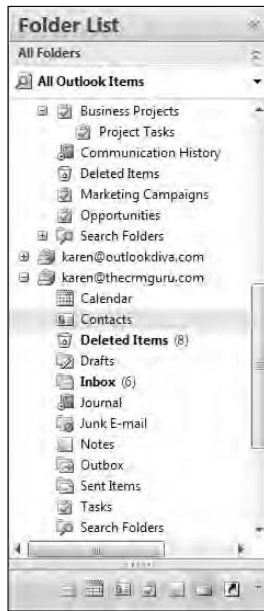 Folder List
All Folders
All Outlook Items
Business Projects
Project Tasks
Communication History
Deleted Items
Marketing Campaigns
Opportunities
Search Folders
karen@outlookdiva.com
karen@thecrmguru.com
Calendar
Contacts
Deleted Items (8)
Drafts
Inbox (6)
Journal
Junk E-mail
Notes
Outbox
Sent Items
Tasks
Search Folders